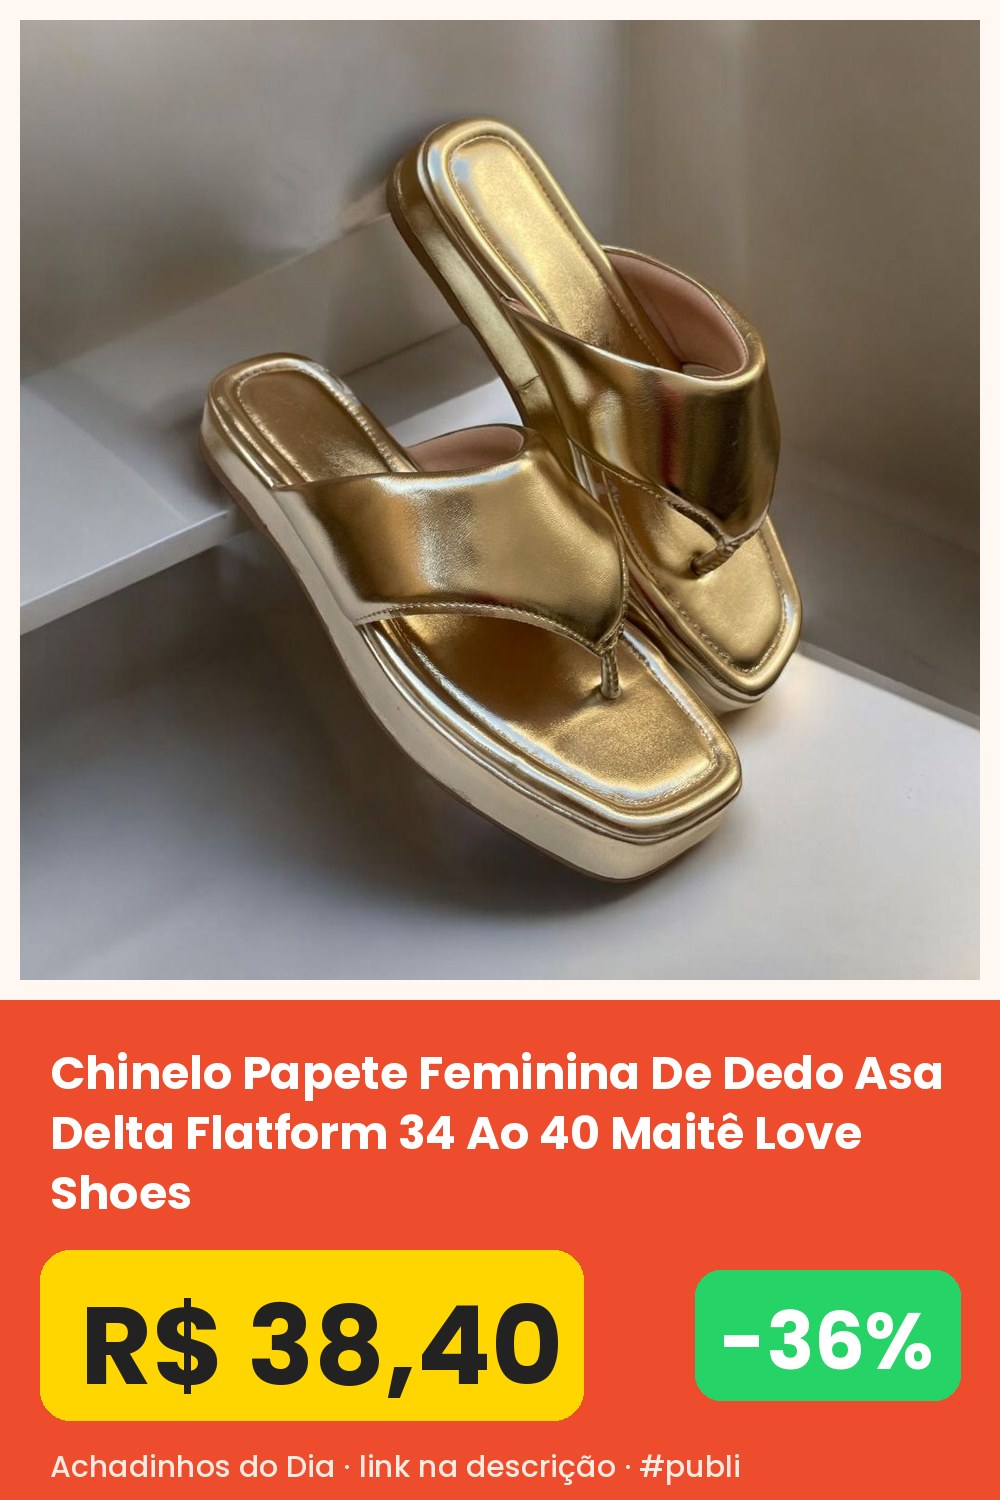 Chinelo Papete Feminina De Dedo Asa
Delta Flatform 34 Ao 40 Maitê Love
Shoes
R$ 38,40
-36%
Achadinhos do Dia · link na descrição · #publi